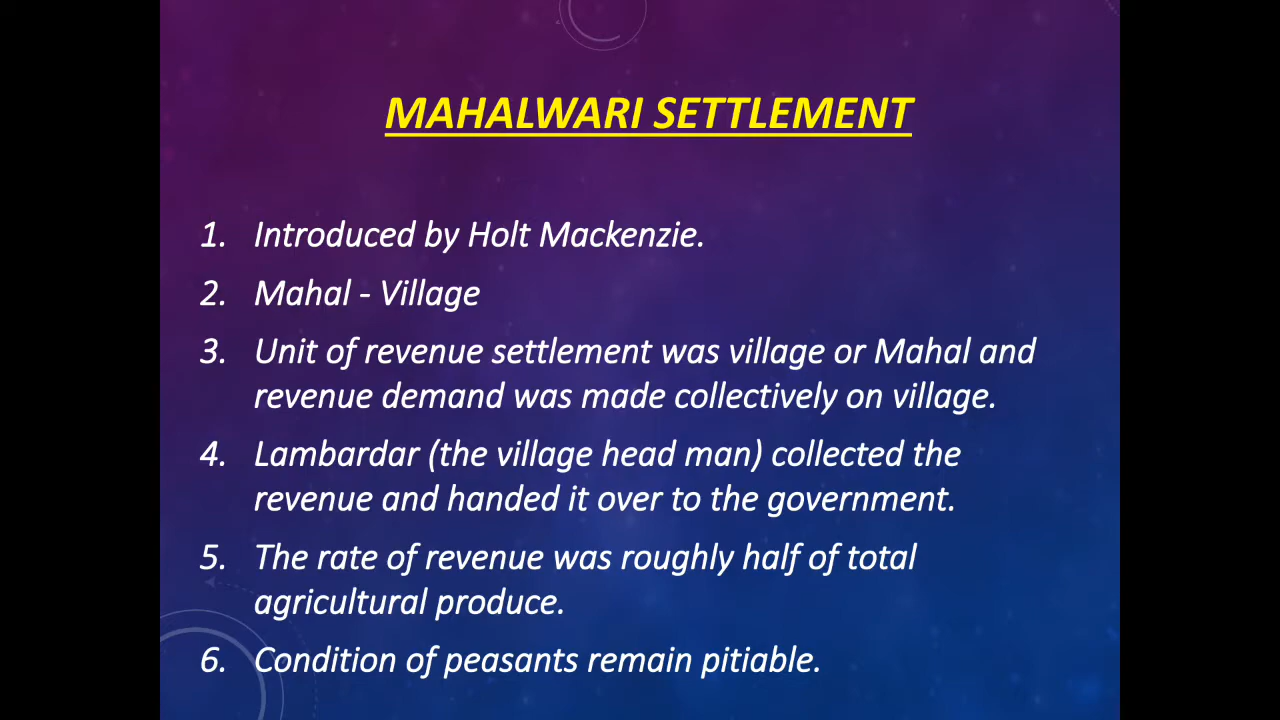 MAHALWARI SETTLEMENT
1. Introduced by Holt Mackenzie.
2. Mahal - Village
3. Unit of revenue settlement was village or Mahal and
revenue demand was made collectively on village.
4. Lambardar (the village head man) collected the
revenue and handed it over to the government.
5. The rate of revenue was roughly half of total
agricultural produce.
6. Condition of peasants remain pitiable.